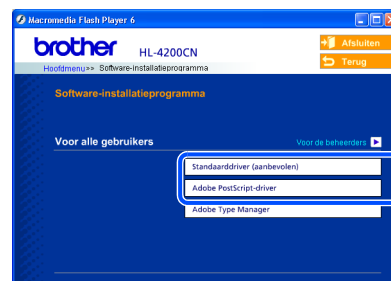 Macromedia Flash Player 6
brother HL-4200CN
Afsluiten
Hoofdmenu>> Software-installatieprogramma
Terug
Software-installatieprogramma
Voor alle gebruikers
Voor de beheerders
Standaarddriver (aanbevolen)
Adobe PostScript-driver
Adobe Type Manager